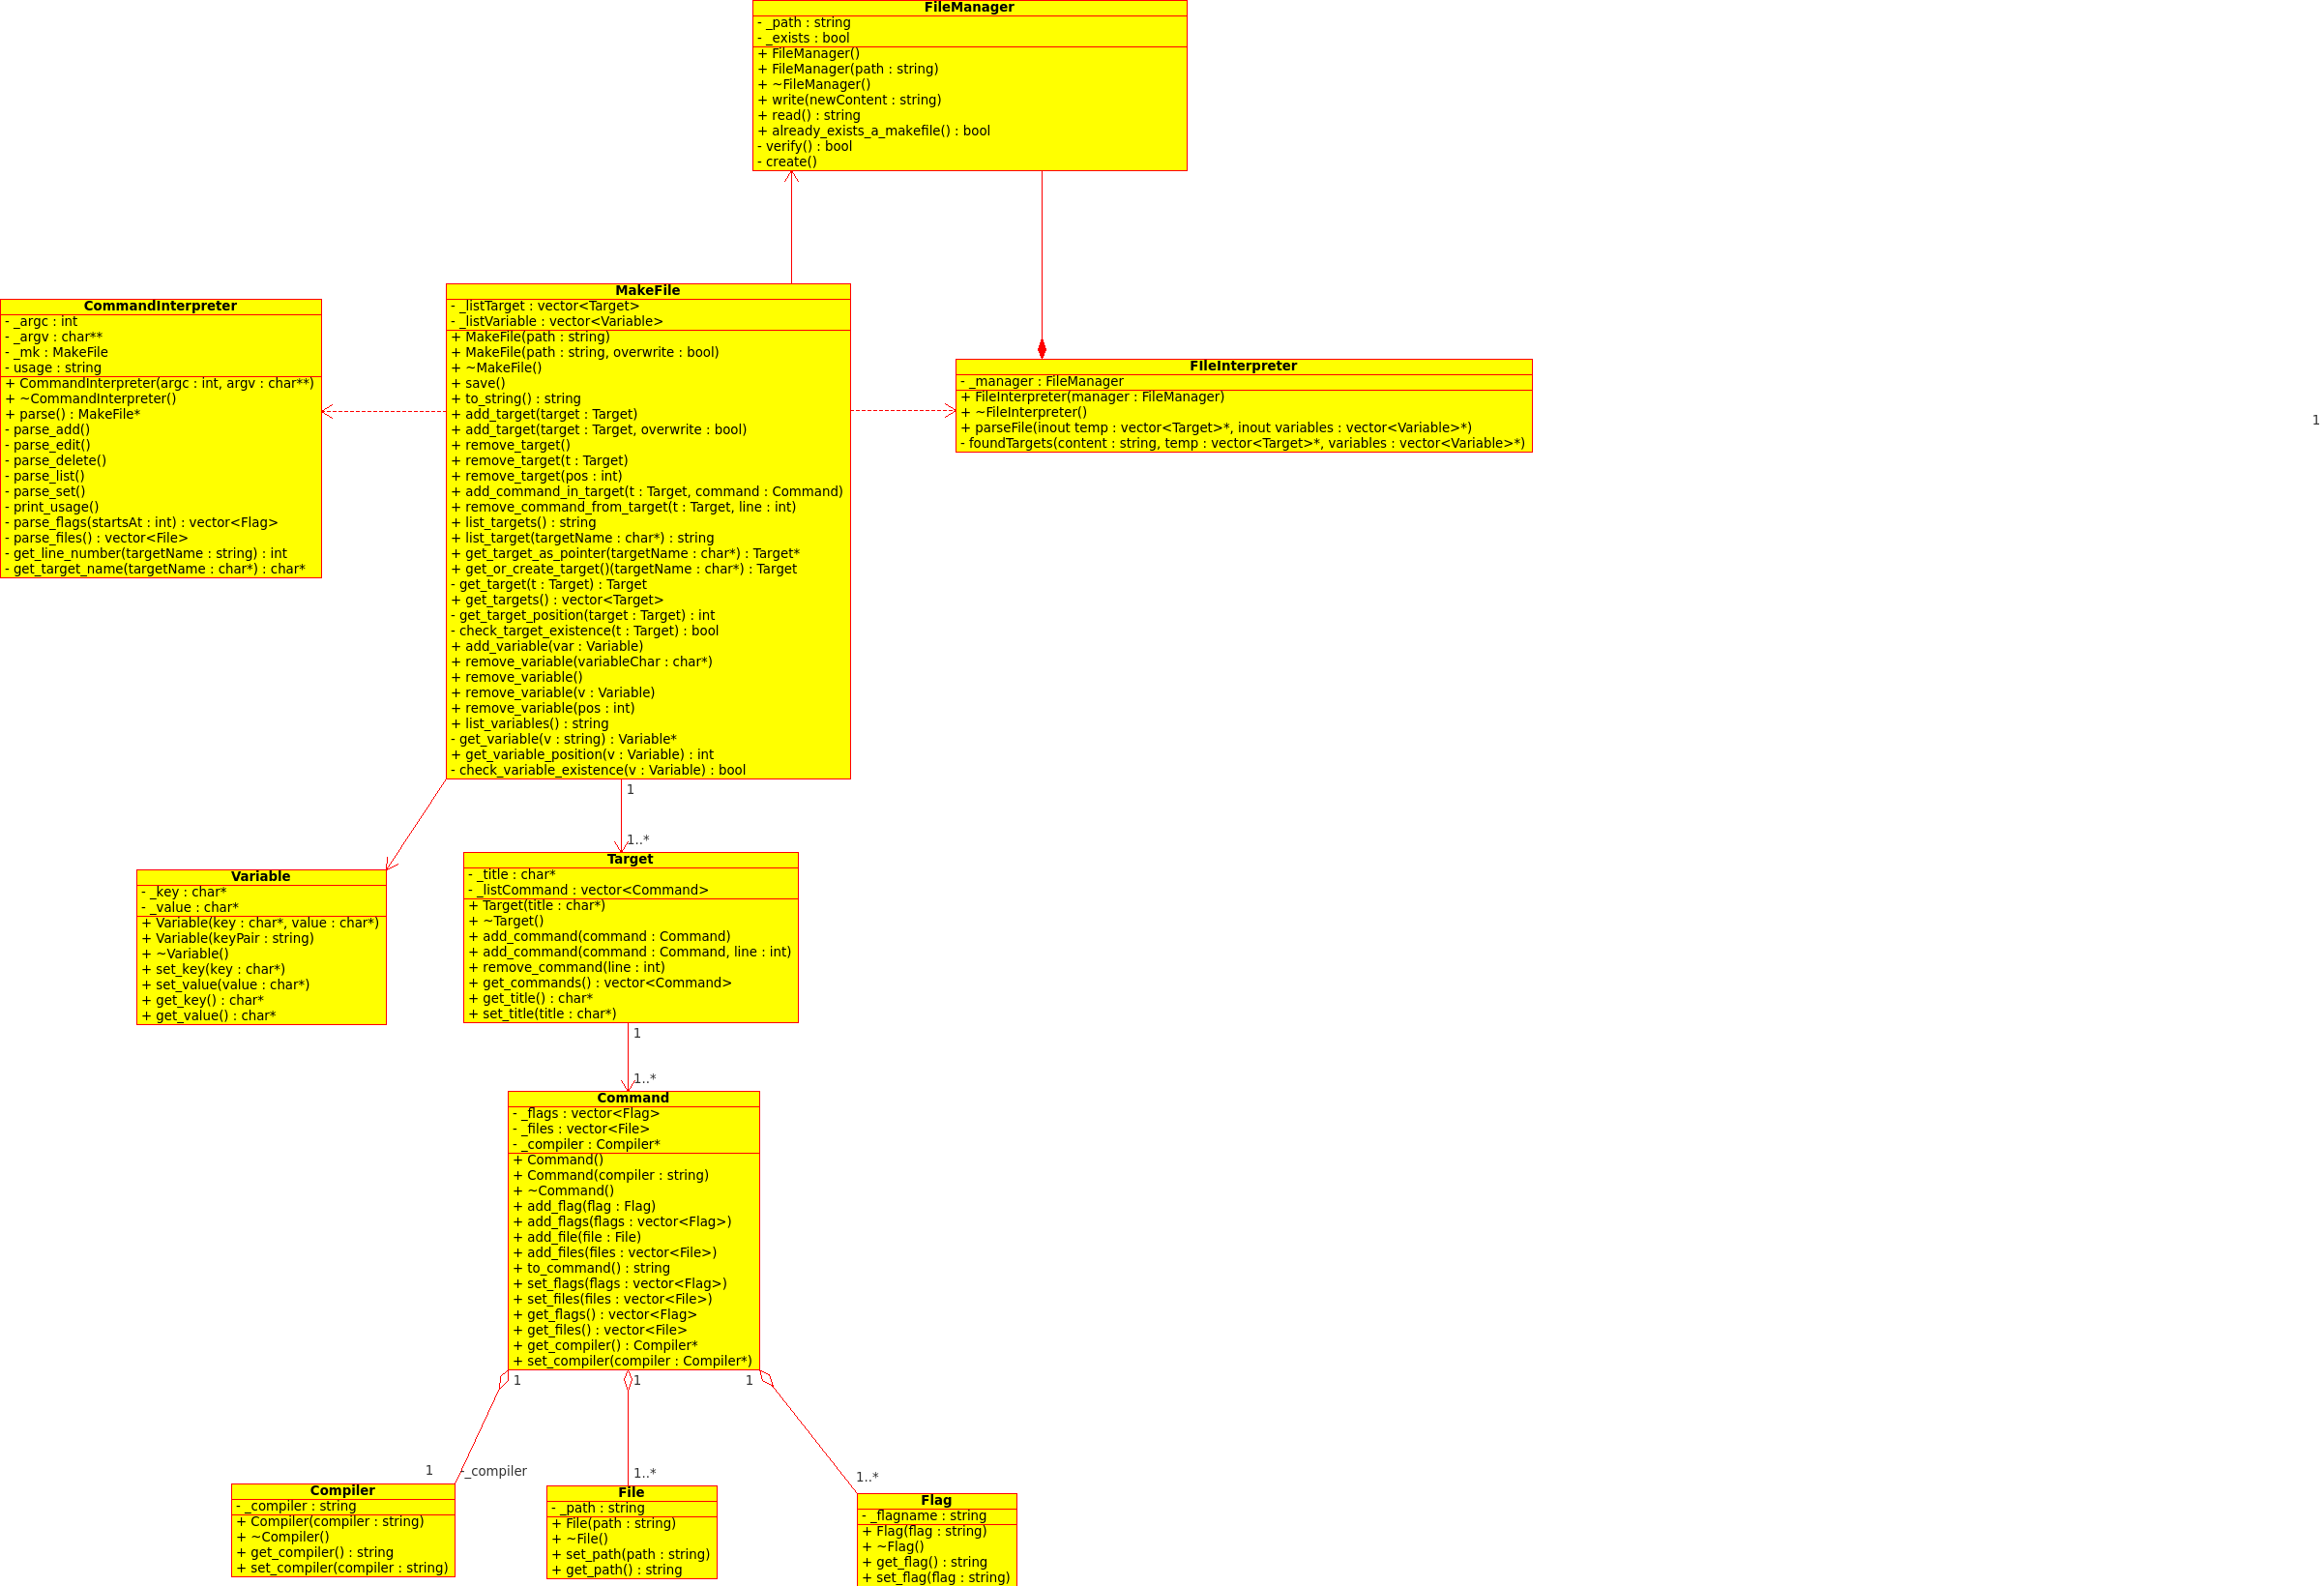 FileManager
- _path : string
- _exists : bool
+ FileManager()
+ FileManager(path : string)
+ ~FileManager()
+ write(newContent : string)
+ read() : string
+ already_exists_a_makefile() : bool
- verify() : bool
- create()
CommandInterpreter
- _argc : int
- _argv : char**
- _mk : MakeFile
- usage : string
+ CommandInterpreter(argc : int, argv : char**)
+ ~CommandInterpreter()
+ parse() : MakeFile*
- parse_add()
- parse_edit()
- parse_delete()
- parse_list()
- parse_set()
- print_usage()
- parse_flags(startsAt : int) : vector<Flag>
- parse_files() : vector<File>
- get_line_number(targetName : string) : int
- get_target_name(targetName : char*) : char*
MakeFile
- _listTarget : vector<Target>
- _listVariable : vector<Variable>
+ MakeFile(path : string)
+ MakeFile(path : string, overwrite : bool)
+ ~MakeFile()
+ save()
+ to_string() : string
+ add_target(target : Target)
+ add_target(target : Target, overwrite : bool)
+ remove_target()
+ remove_target(t : Target)
+ remove_target(pos : int)
+ add_command_in_target(t : Target, command : Command)
+ remove_command_from_target(t : Target, line : int)
+ list_targets() : string
+ list_target(targetName : char*) : string
+ get_target_as_pointer(targetName : char*) : Target*
+ get_or_create_target()(targetName : char*) : Target
- get_target(t : Target) : Target
+ get_targets() : vector<Target>
- get_target_position(target : Target) : int
- check_target_existence(t : Target) : bool
+ add_variable(var : Variable)
+ remove_variable(variableChar : char*)
+ remove_variable()
+ remove_variable(v : Variable)
+ remove_variable(pos : int)
+ list_variables() : string
- get_variable(v : string) : Variable*
+ get_variable_position(v : Variable) : int
- check_variable_existence(v : Variable) : bool
FIleInterpreter
- _manager : FileManager
+ FileInterpreter(manager : FileManager)
+ ~FileInterpreter()
+ parseFile(inout temp : vector<Target>*, inout variables : vector<Variable>*)
- foundTargets(content : string, temp : vector<Target>*, variables : vector<Variable>*)
1
1
1..*
Variable
- _key : char*
- _value : char*
+ Variable(key : char*, value : char*)
+ Variable(keyPair : string)
+ ~Variable()
+ set_key(key : char*)
+ set_value(value : char*)
+ get_key() : char*
+ get_value() : char*
Target
- _title : char*
- _listCommand : vector<Command>
+ Target(title : char*)
+ ~Target()
+ add_command(command : Command)
+ add_command(command : Command, line : int)
+ remove_command(line : int)
+ get_commands() : vector<Command>
+ get_title() : char*
+ set_title(title : char*)
1
1..*
Command
- _flags : vector<Flag>
- _files : vector<File>
- _compiler : Compiler*
+ Command()
+ Command(compiler : string)
+ ~Command()
+ add_flag(flag : Flag)
+ add_flags(flags : vector<Flag>)
+ add_file(file : File)
+ add_files(files : vector<File>)
+ to_command() : string
+ set_flags(flags : vector<Flag>)
+ set_files(files : vector<File>)
+ get_flags() : vector<Flag>
+ get_files() : vector<File>
+ get_compiler() : Compiler*
+ set_compiler(compiler : Compiler*)
1
1
1
1
-_compiler
1..*
1..*
Compiler
- _compiler : string
+ Compiler(compiler : string)
+ ~Compiler()
+ get_compiler() : string
+ set_compiler(compiler : string)
File
- _path : string
+ File(path : string)
+ ~File()
+ set_path(path : string)
+ get_path() : string
Flag
- _flagname : string
+ Flag(flag : string)
+ ~Flag()
+ get_flag() : string
+ set_flag(flag : string)